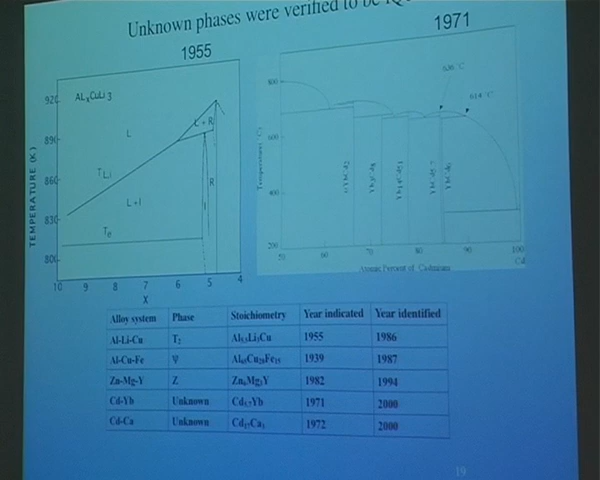 Unknown phases were verified to be
1955
1971
ALxCuLi3
920
890
860
830
800
TEMPERATURE (K)
L
L+R
R
TLi
L+I
I
Te
10 9 8 7 6 5 4
X
636 °C
614 °C
800
600
400
200
50 60 70 80 90 100
Cd
Atomic Percent of Cadmium
Alloy system Phase Stoichiometry Year indicated Year identified
Al-Li-Cu T2 Al5.5Li3Cu 1955 1986
Al-Cu-Fe Ψ Al65Cu20Fe15 1939 1987
Zn-Mg-Y Z Zn6Mg3Y 1982 1994
Cd-Yb Unknown Cd5.7Yb 1971 2000
Cd-Ca Unknown Cd17Ca3 1972 2000
19